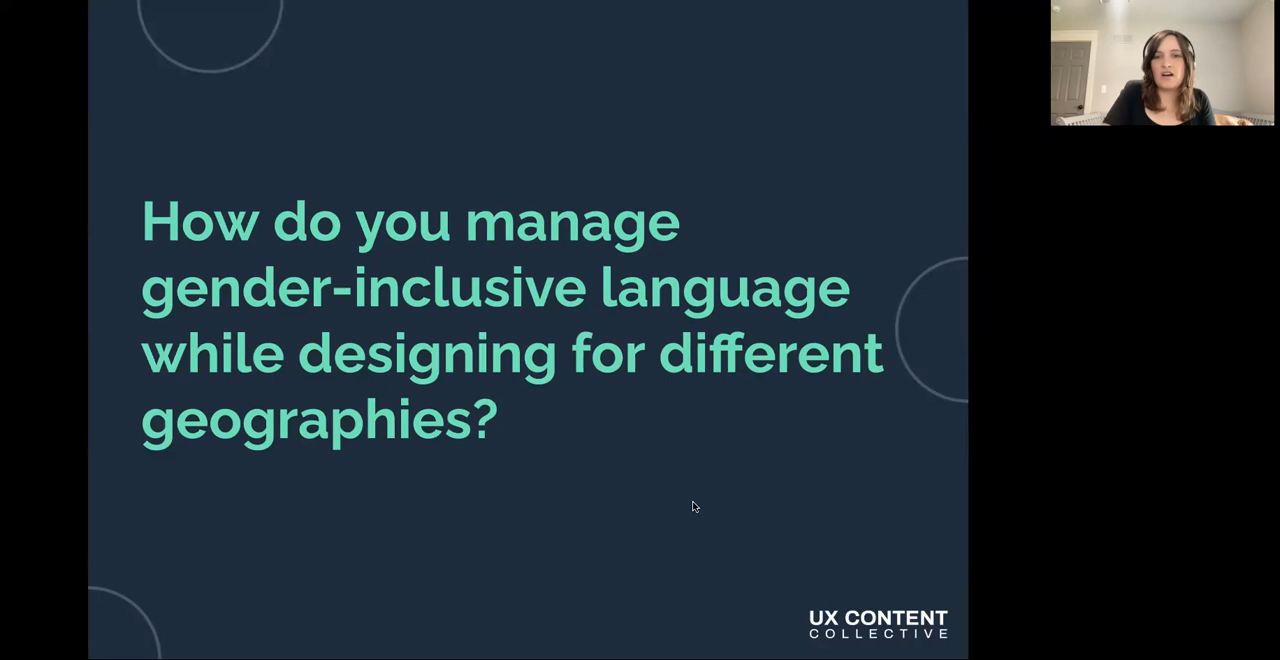 How do you manage
gender-inclusive language
while designing for different
geographies?
UX CONTENT
COLLECTIVE